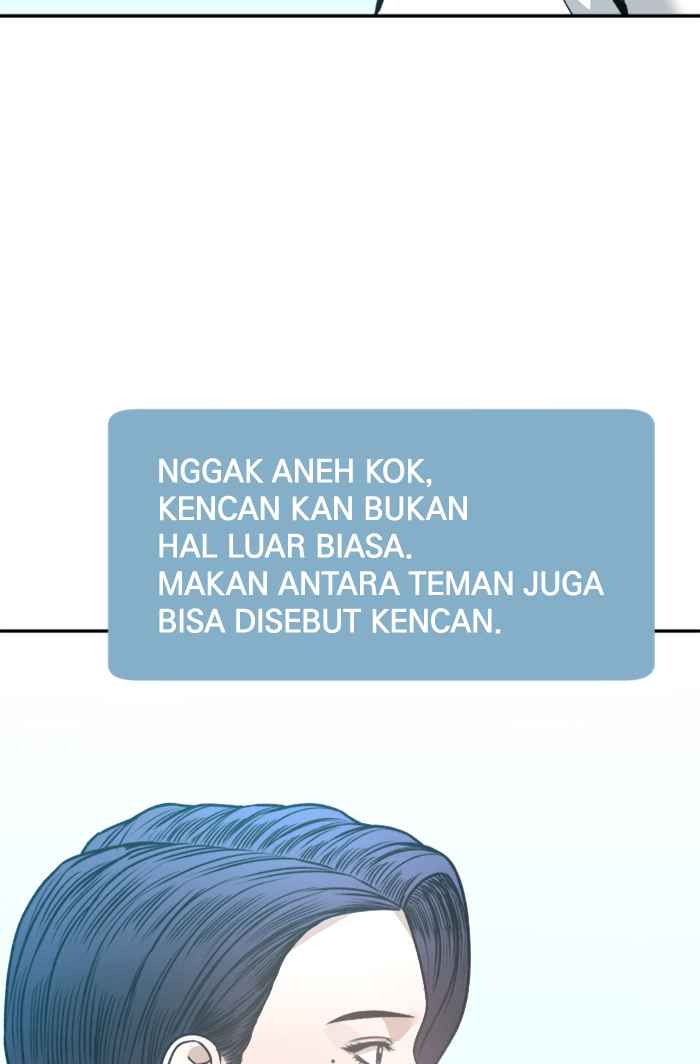 NGGAK ANEH KOK,
KENCAN KAN BUKAN
HAL LUAR BIASA.
MAKAN ANTARA TEMAN JUGA
BISA DISEBUT KENCAN.